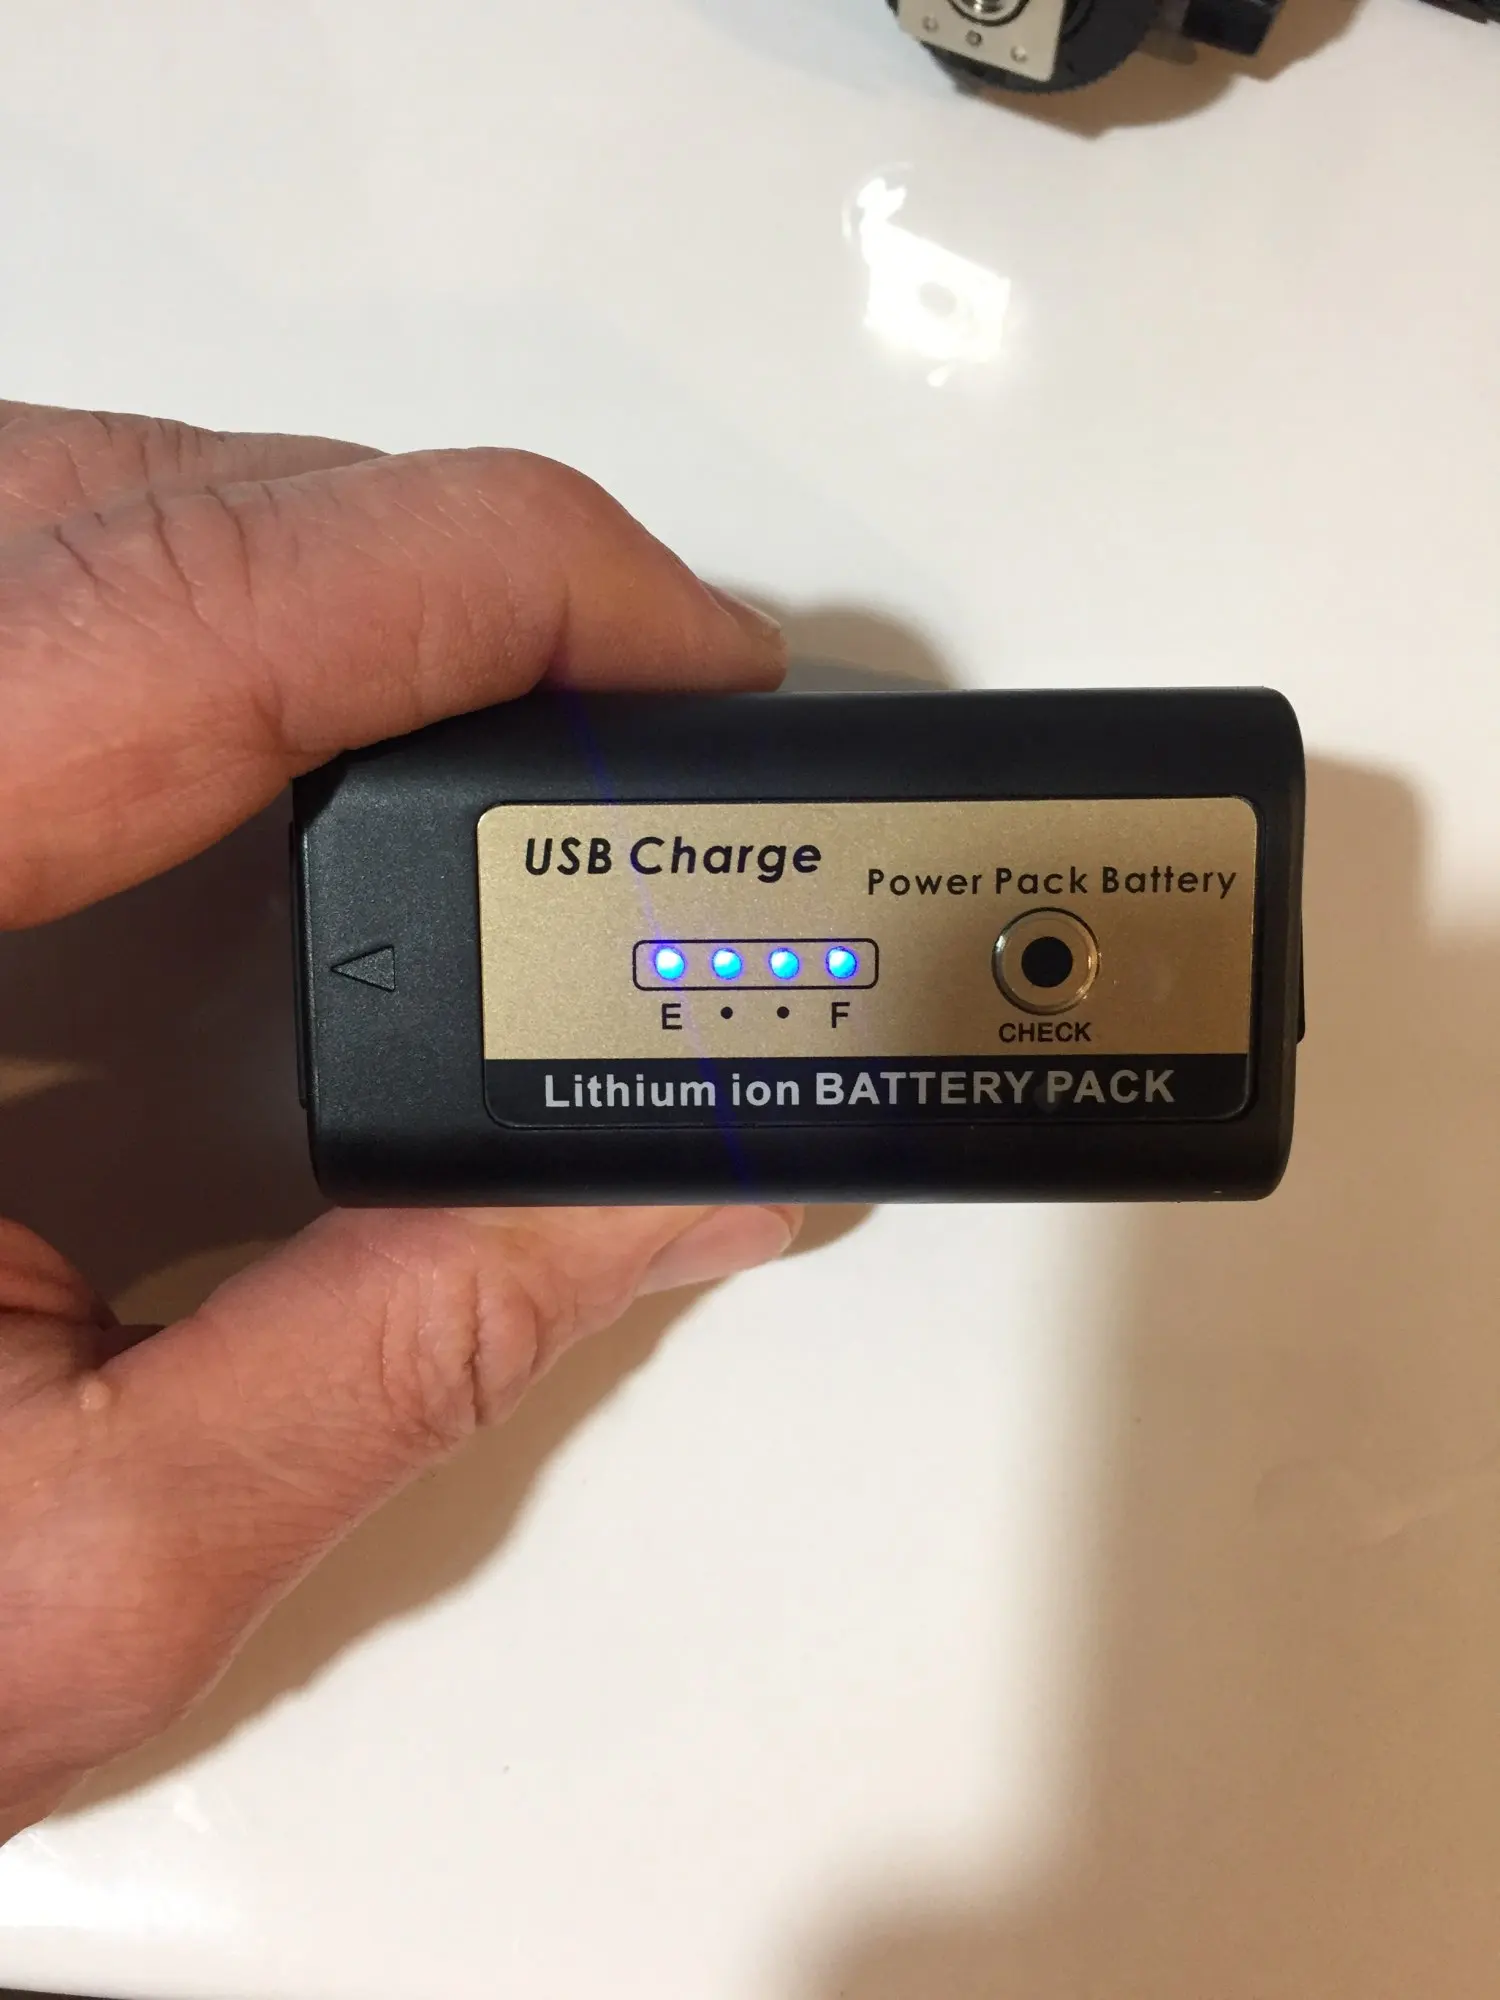 USB Charge
Power Pack Battery
E • • F
CHECK
Lithium ion BATTERY PACK